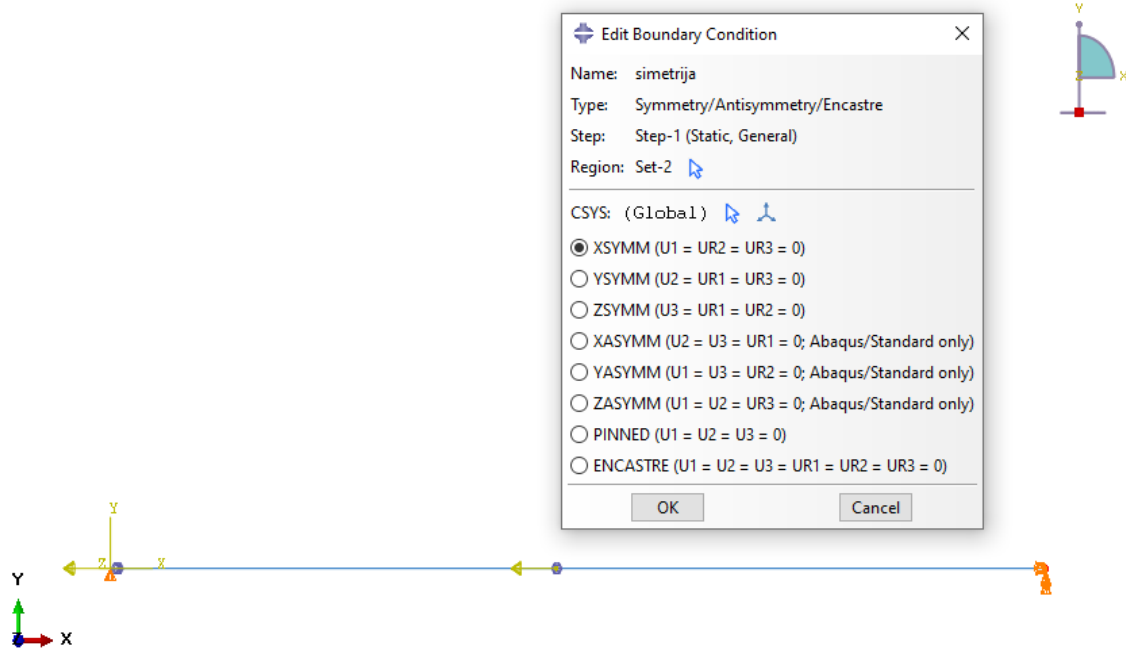 Edit Boundary Condition
Name: simetrija
Type: Symmetry/Antisymmetry/Encastre
Step: Step-1 (Static, General)
Region: Set-2
CSYS: (Global)
XSYMM (U1 = UR2 = UR3 = 0)
YSYMM (U2 = UR1 = UR3 = 0)
ZSYMM (U3 = UR1 = UR2 = 0)
XASYMM (U2 = U3 = UR1 = 0; Abaqus/Standard only)
YASYMM (U1 = U3 = UR2 = 0; Abaqus/Standard only)
ZASYMM (U1 = U2 = UR3 = 0; Abaqus/Standard only)
PINNED (U1 = U2 = U3 = 0)
ENCASTRE (U1 = U2 = U3 = UR1 = UR2 = UR3 = 0)
OK Cancel
Y
Z X
Y
Z X
Y
Z X